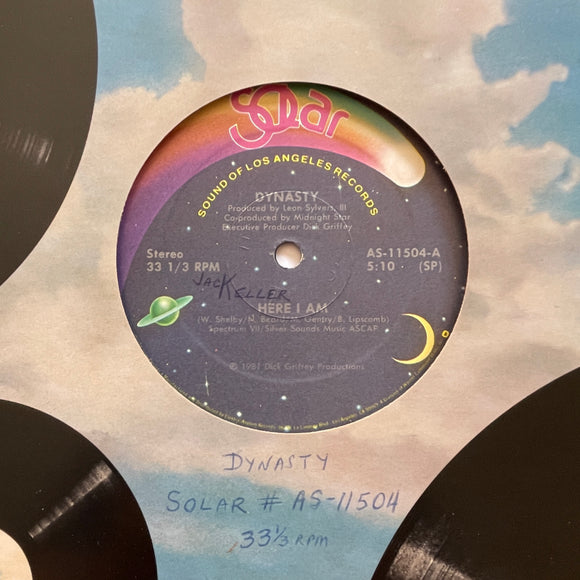 Solar
SOUND OF LOS ANGELES RECORDS
DYNASTY
Produced by Leon Sylvers, III
Co-produced by Midnight Star
Executive Producer Dick Griffey
Stereo
33 1/3 RPM
AS-11504-A
5:10 (SP)
JACK KELLER
HERE I AM
(W. Shelby/N. Beard/M. Gentry/B. Lipscomb)
Spectrum VII/Silver Sounds Music ASCAP
℗ 1981 Dick Griffey Productions
DYNASTY
SOLAR # AS-11504
33⅓ RPM